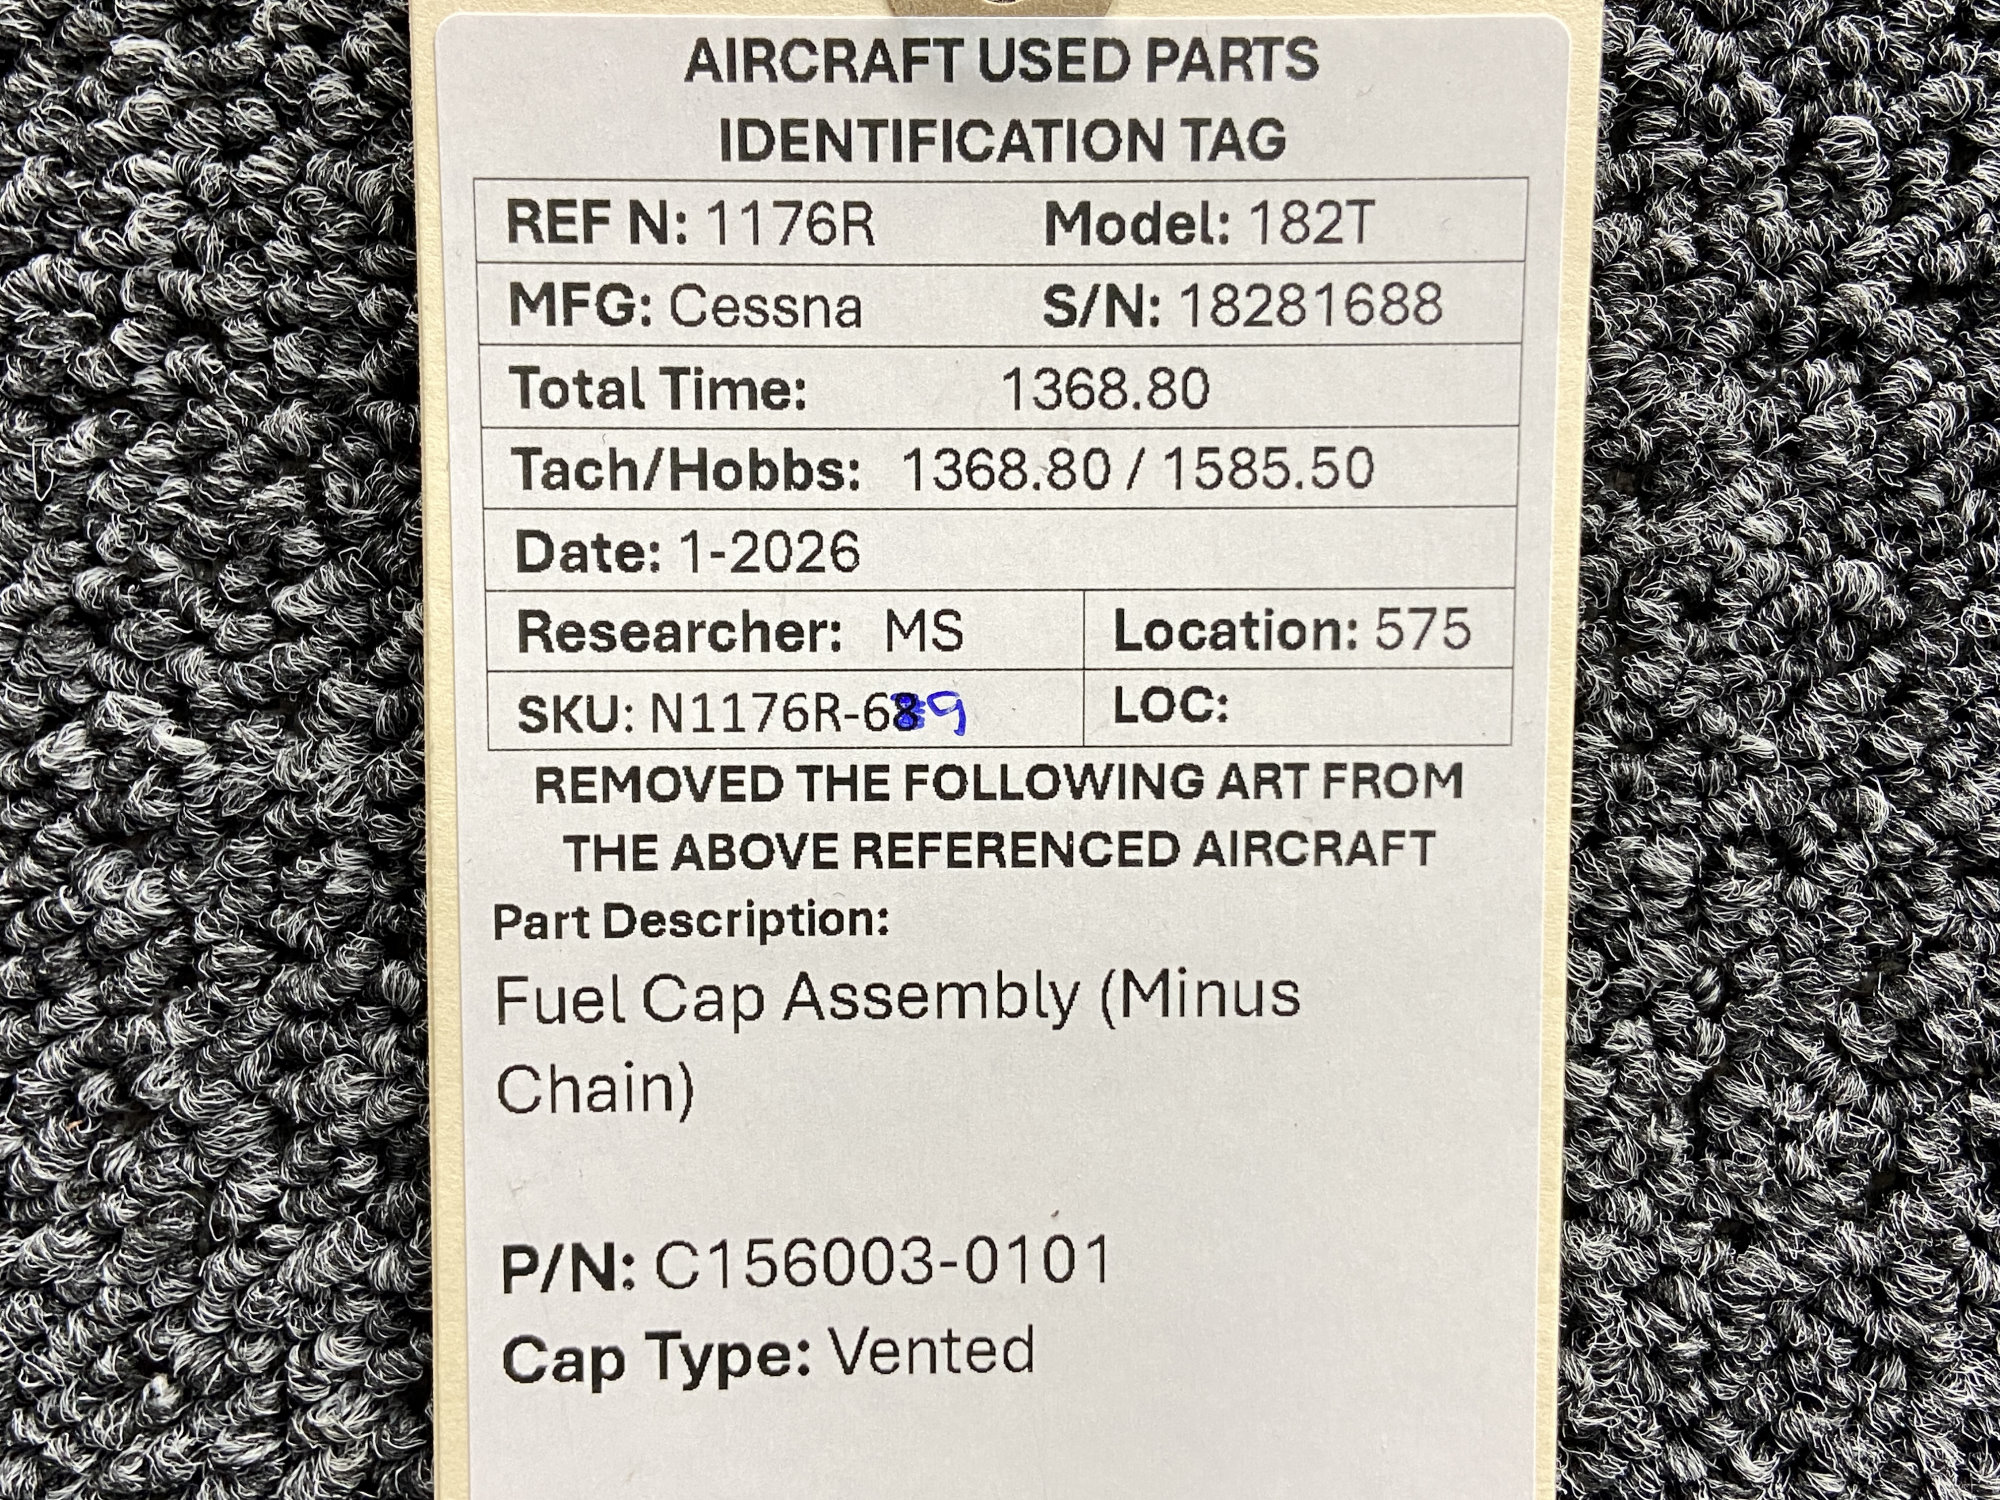 AIRCRAFT USED PARTS
IDENTIFICATION TAG
REF N: 1176R Model: 182T
MFG: Cessna S/N: 18281688
Total Time: 1368.80
Tach/Hobbs: 1368.80 / 1585.50
Date: 1-2026
Researcher: MS Location: 575
SKU: N1176R-69 LOC:
REMOVED THE FOLLOWING ART FROM
THE ABOVE REFERENCED AIRCRAFT
Part Description:
Fuel Cap Assembly (Minus
Chain)
P/N: C156003-0101
Cap Type: Vented